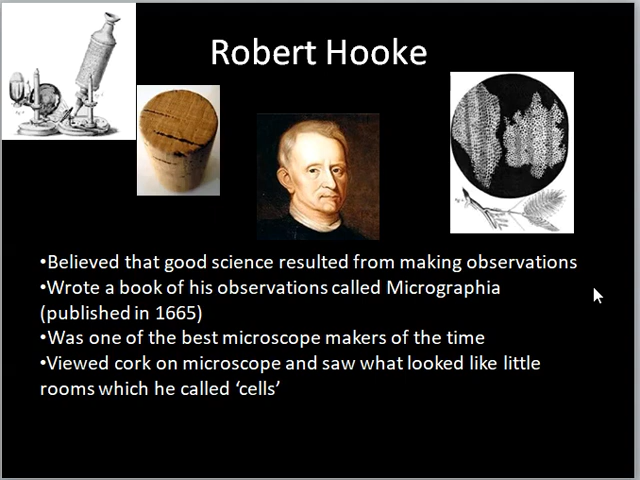 Robert Hooke
•Believed that good science resulted from making observations
•Wrote a book of his observations called Micrographia
(published in 1665)
•Was one of the best microscope makers of the time
•Viewed cork on microscope and saw what looked like little
rooms which he called ‘cells’